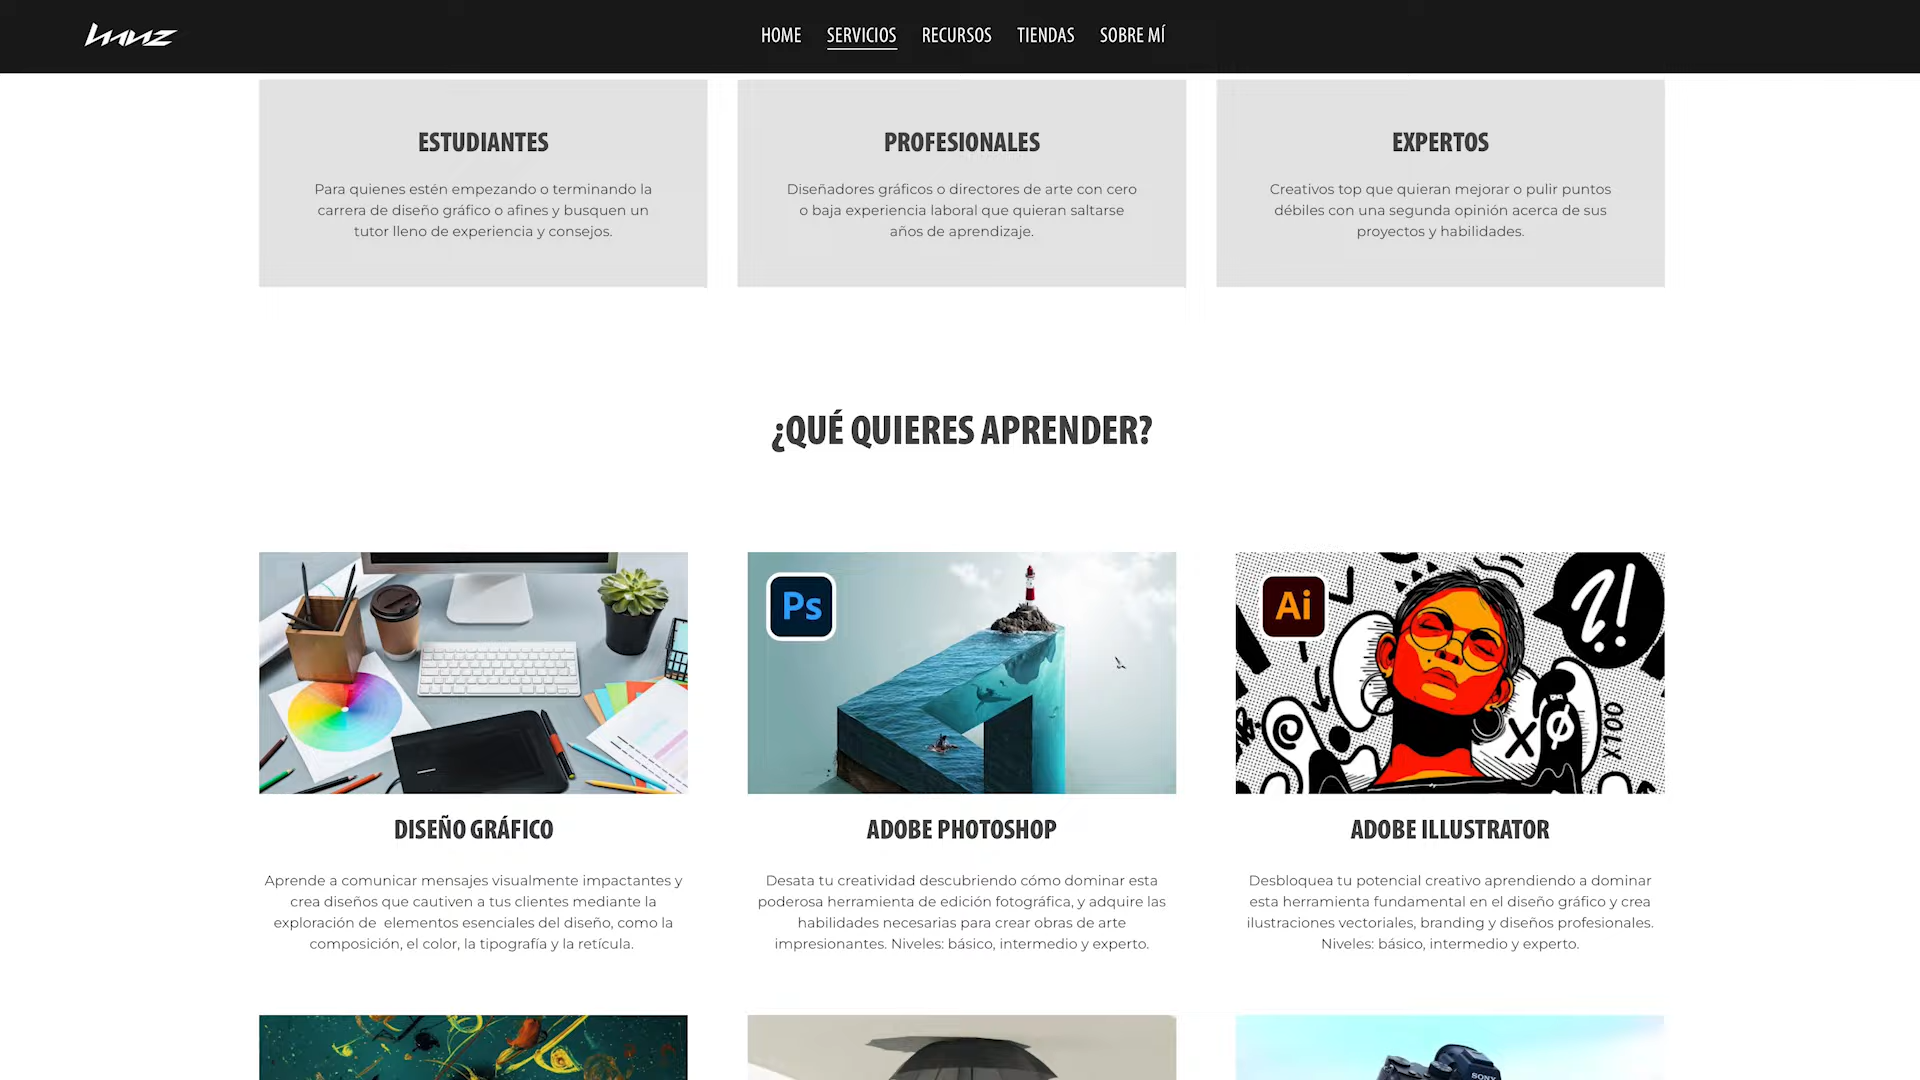 HOME SERVICIOS RECURSOS TIENDAS SOBRE MÍ
ESTUDIANTES
Para quienes estén empezando o terminando la
carrera de diseño gráfico o afines y busquen un
tutor lleno de experiencia y consejos.
PROFESIONALES
Diseñadores gráficos o directores de arte con cero
o baja experiencia laboral que quieran saltarse
años de aprendizaje.
EXPERTOS
Creativos top que quieran mejorar o pulir puntos
débiles con una segunda opinión acerca de sus
proyectos y habilidades.
¿QUÉ QUIERES APRENDER?
DISEÑO GRÁFICO
Aprende a comunicar mensajes visualmente impactantes y
crea diseños que cautiven a tus clientes mediante la
exploración de elementos esenciales del diseño, como la
composición, el color, la tipografía y la retícula.
Ps
ADOBE PHOTOSHOP
Desata tu creatividad descubriendo cómo dominar esta
poderosa herramienta de edición fotográfica, y adquire las
habilidades necesarias para crear obras de arte
impresionantes. Niveles: básico, intermedio y experto.
Ai
?!
X100
ADOBE ILLUSTRATOR
Desbloquea tu potencial creativo aprendiendo a dominar
esta herramienta fundamental en el diseño gráfico y crea
ilustraciones vectoriales, branding y diseños profesionales.
Niveles: básico, intermedio y experto.
SONY